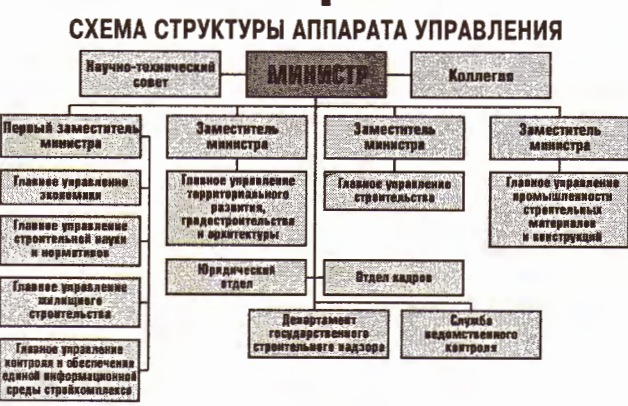 СХЕМА СТРУКТУРЫ АППАРАТА УПРАВЛЕНИЯ
Научно-технический
совет
МИНИСТР
Коллегия
Первый заместитель
министра
Заместитель
министра
Заместитель
министра
Заместитель
министра
Главное управление
экономики
Главное управление
строительной науки
и нормативов
Главное управление
жилищного
строительства
Главное управление
контроля и обеспечения
единой информационной
среды стройкомплекса
Главное управление
территориального
развития,
градостроительства
и архитектуры
Главное управление
строительства
Главное управление
промышленности
строительных
материалов
и конструкций
Юридический
отдел
Отдел кадров
Департамент
государственного
строительного надзора
Служба
ведомственного
контроля